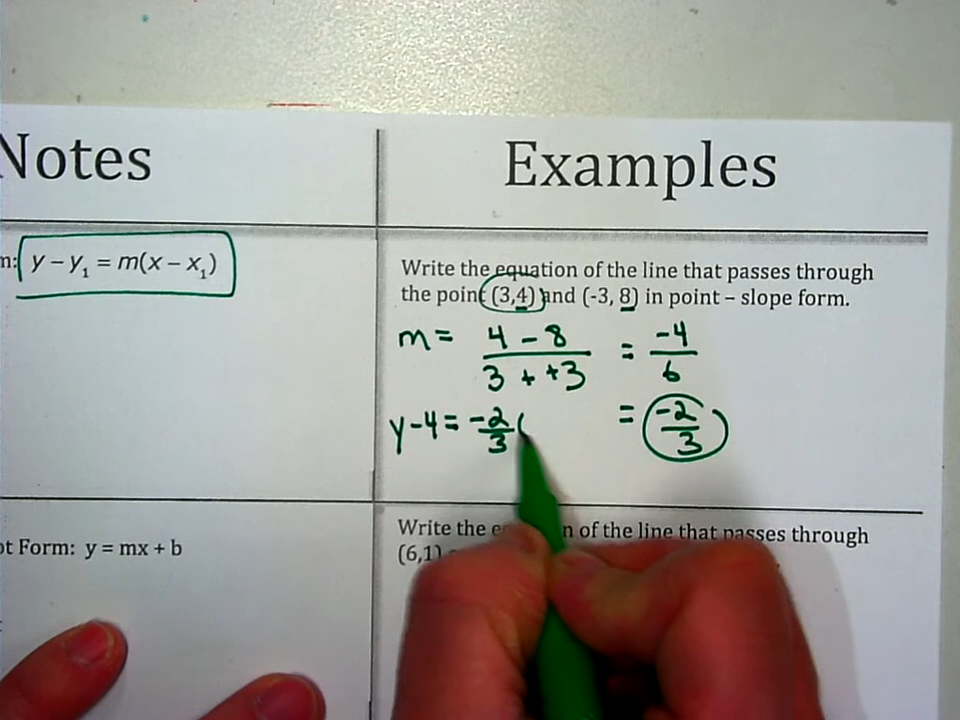 Notes
Examples
m: y – y₁ = m(x – x₁)
Write the equation of the line that passes through
the point (3,4) and (-3, 8) in point – slope form.
m = 4 - 8 / 3 + +3 = -4 / 6
y - 4 = -2/3 ( = -2/3
ot Form: y = mx + b
Write the of the line that passes through
(6,1)